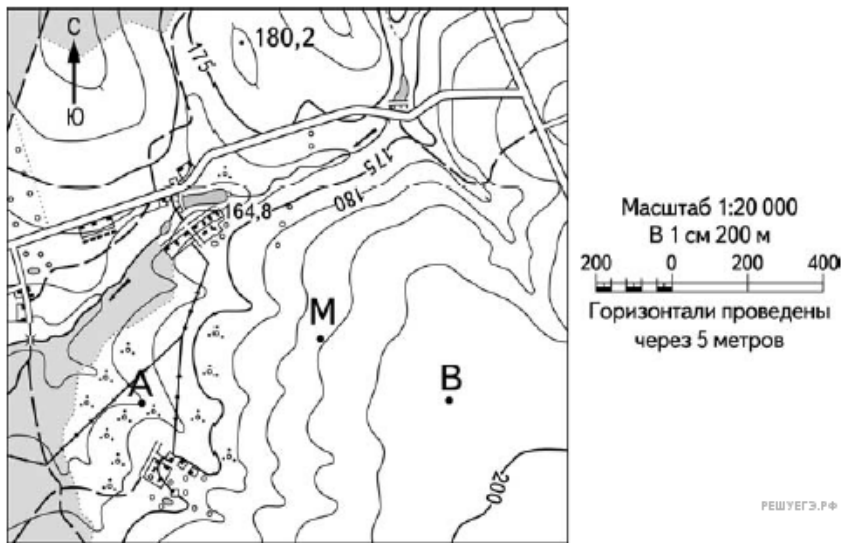 С
Ю
175
180,2
175
180
164,8
М
А
В
200
Масштаб 1:20 000
В 1 см 200 м
200 0 200 400
Горизонтали проведены
через 5 метров
РЕШУЕГЭ.РФ